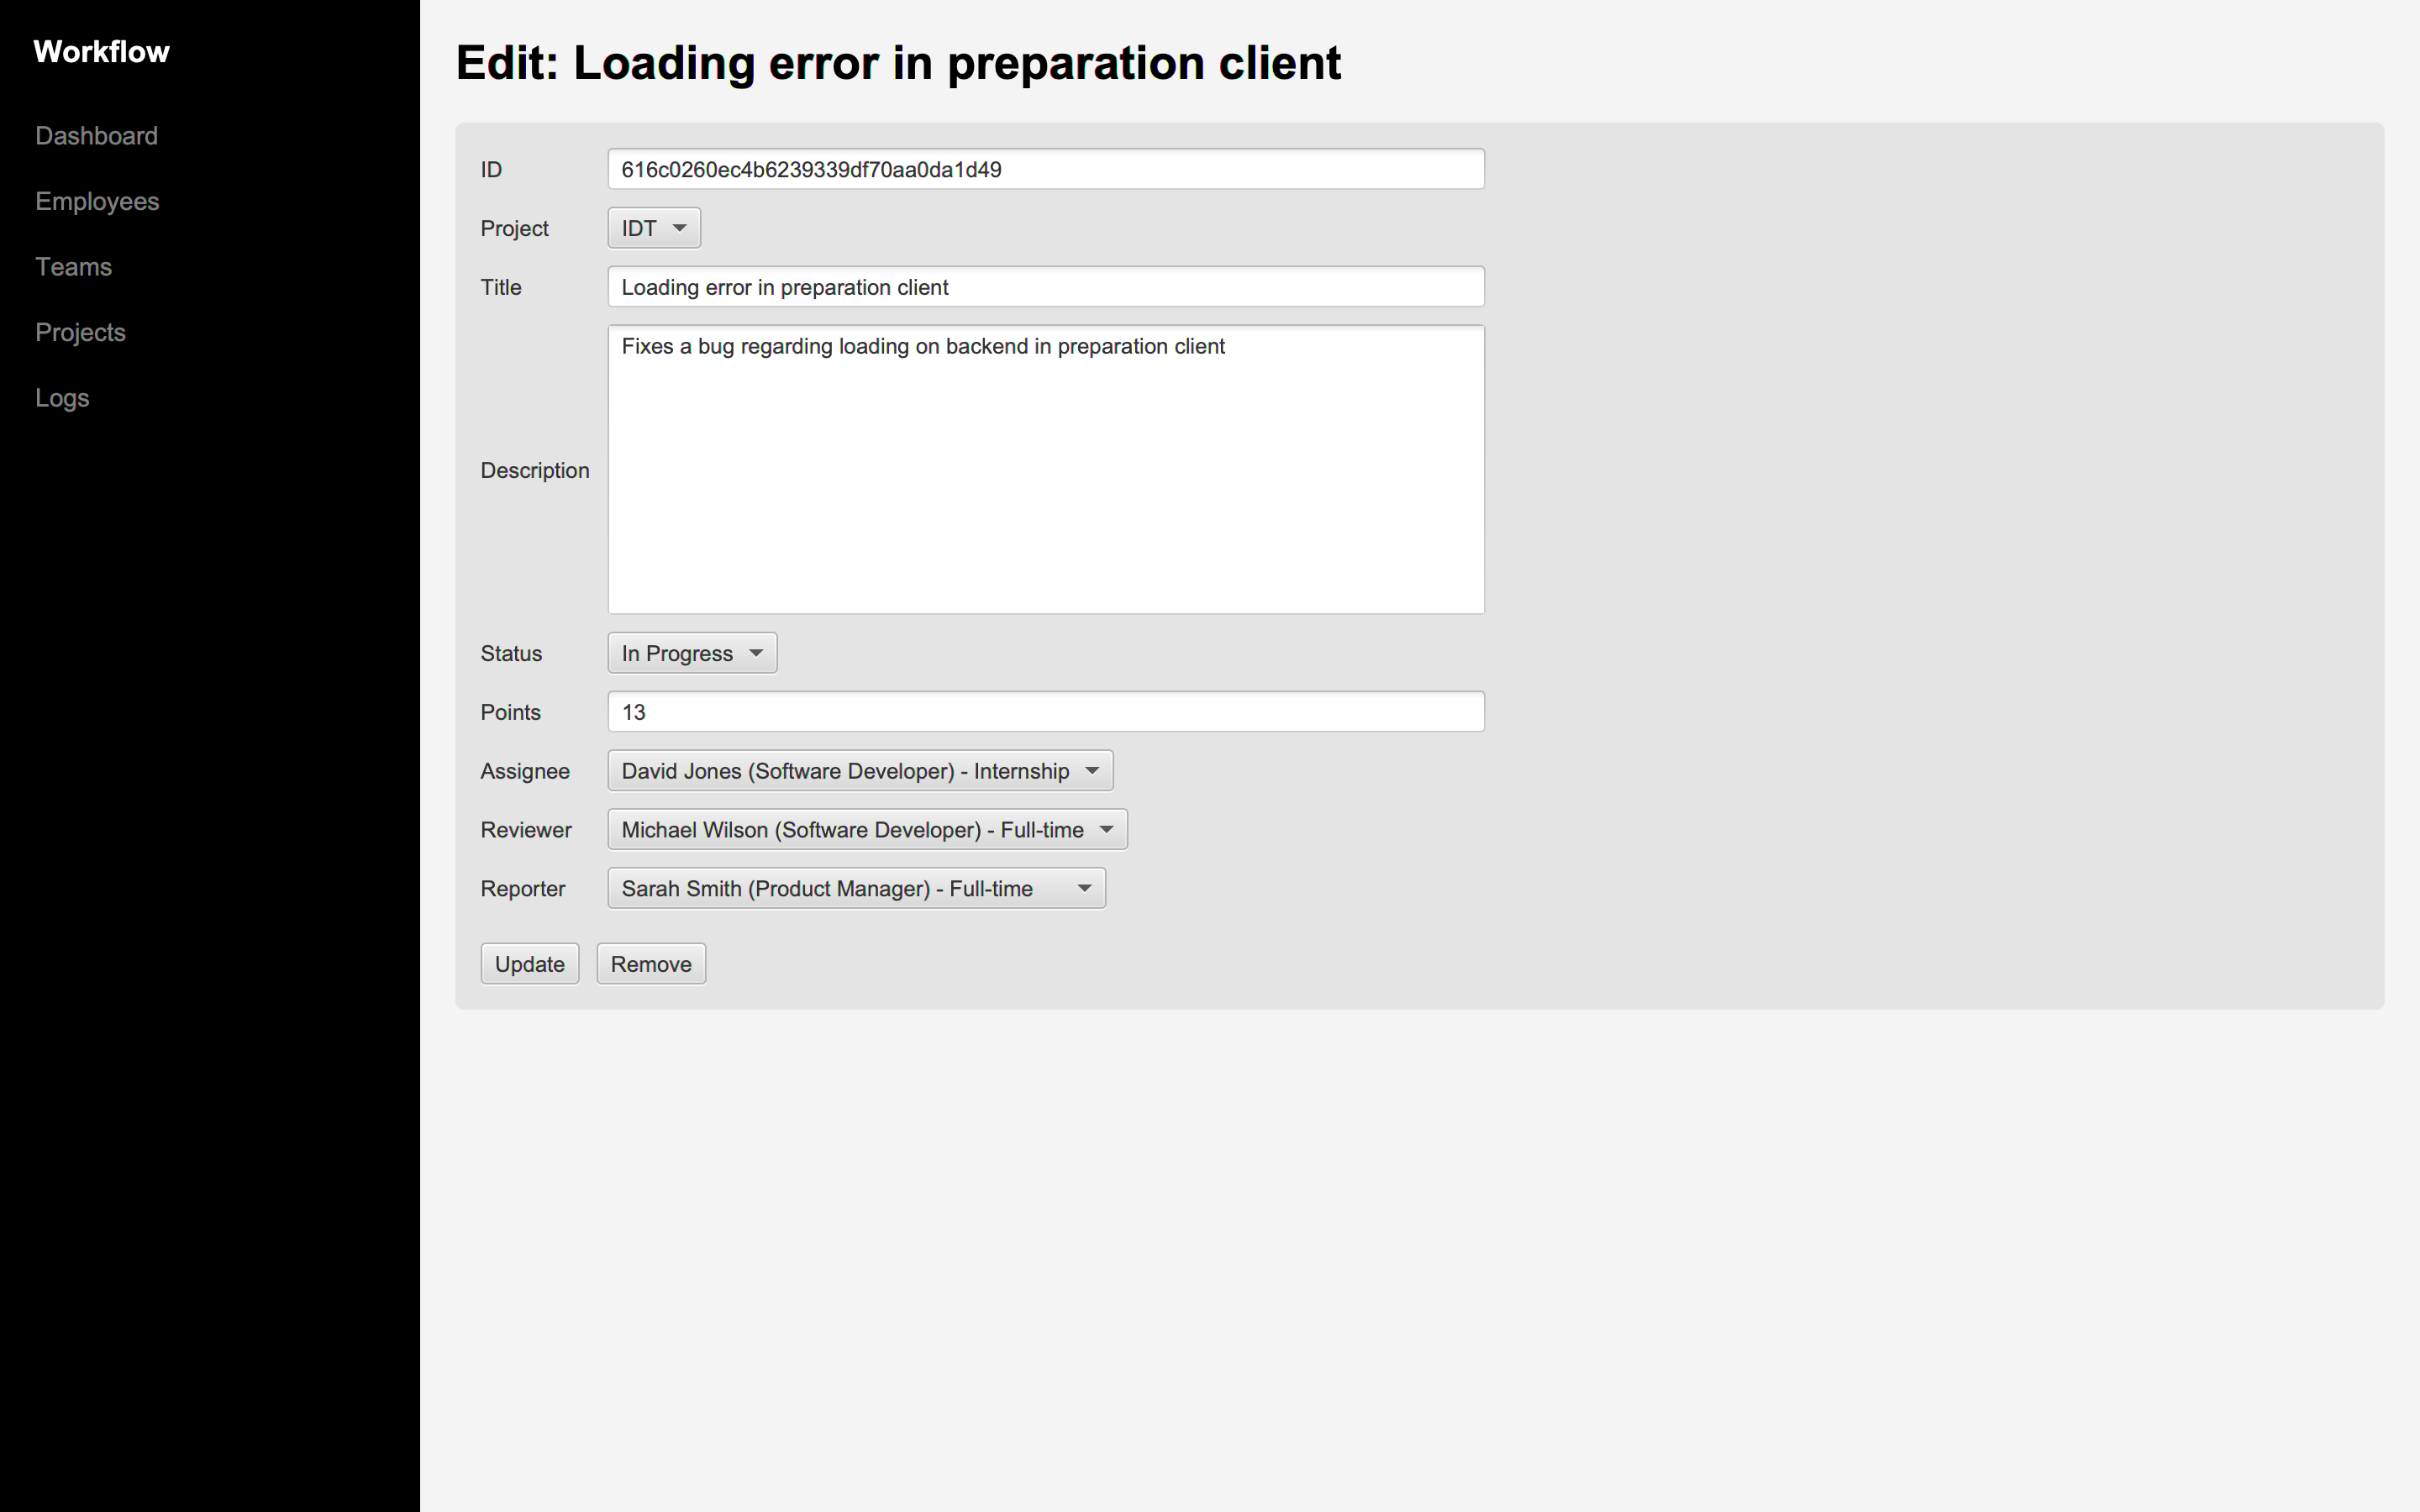 Workflow
Dashboard
Employees
Teams
Projects
Logs
Edit: Loading error in preparation client
ID 616c0260ec4b6239339df70aa0da1d49
Project IDT
Title Loading error in preparation client
Description Fixes a bug regarding loading on backend in preparation client
Status In Progress
Points 13
Assignee David Jones (Software Developer) - Internship
Reviewer Michael Wilson (Software Developer) - Full-time
Reporter Sarah Smith (Product Manager) - Full-time
Update Remove